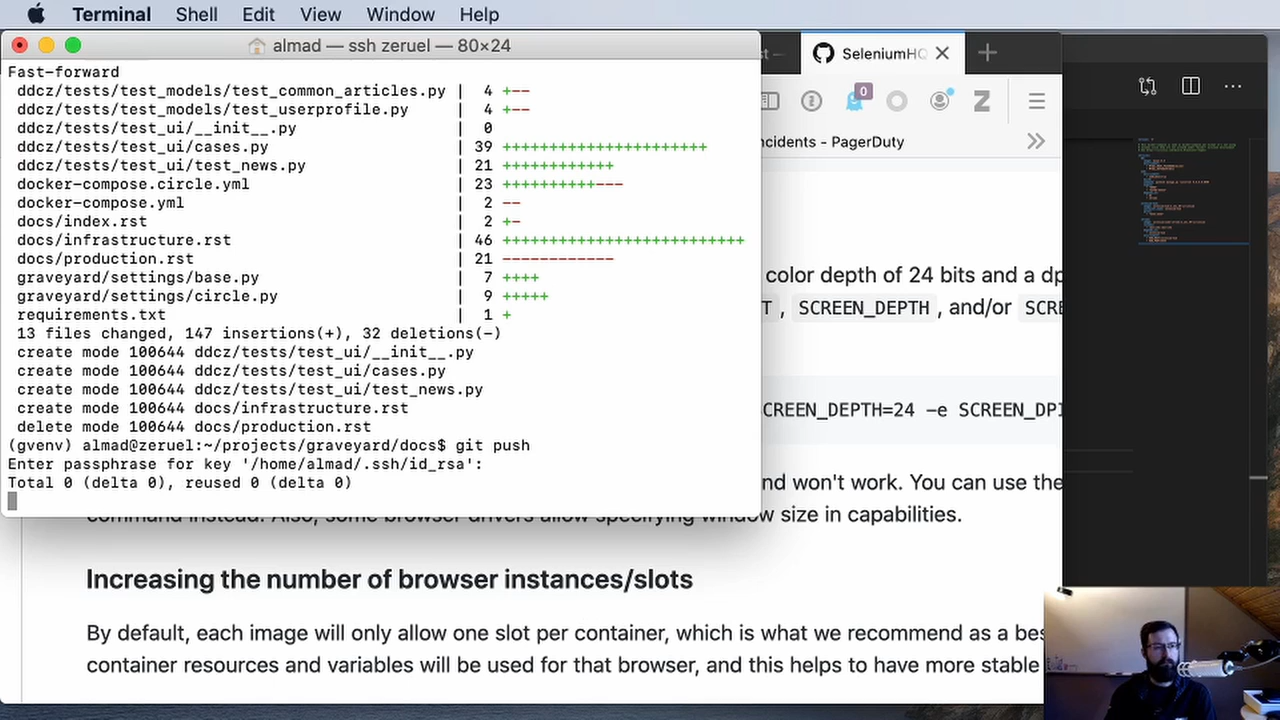 Terminal Shell Edit View Window Help
almad — ssh zeruel — 80×24
Fast-forward
ddcz/tests/test_models/test_common_articles.py | 4 +--
ddcz/tests/test_models/test_userprofile.py | 4 +--
ddcz/tests/test_ui/__init__.py | 0
ddcz/tests/test_ui/cases.py | 39 ++++++++++++++++++++++
ddcz/tests/test_ui/test_news.py | 21 ++++++++++++
docker-compose.circle.yml | 23 ++++++++++---
docker-compose.yml | 2 --
docs/index.rst | 2 +-
docs/infrastructure.rst | 46 ++++++++++++++++++++++++++
docs/production.rst | 21 ------------
graveyard/settings/base.py | 7 ++++
graveyard/settings/circle.py | 9 +++++
requirements.txt | 1 +
13 files changed, 147 insertions(+), 32 deletions(-)
create mode 100644 ddcz/tests/test_ui/__init__.py
create mode 100644 ddcz/tests/test_ui/cases.py
create mode 100644 ddcz/tests/test_ui/test_news.py
create mode 100644 docs/infrastructure.rst
delete mode 100644 docs/production.rst
(gvenv) almad@zeruel:~/projects/graveyard/docs$ git push
Enter passphrase for key '/home/almad/.ssh/id_rsa':
Total 0 (delta 0), reused 0 (delta 0)
st —
SeleniumHQ
0
ncidents - PagerDuty
color depth of 24 bits and a dp
T , SCREEN_DEPTH , and/or SCRE
SCREEN_DEPTH=24 -e SCREEN_DPI
nd won't work. You can use the
command instead. Also, some browser drivers allow specifying window size in capabilities.
Increasing the number of browser instances/slots
By default, each image will only allow one slot per container, which is what we recommend as a bes
container resources and variables will be used for that browser, and this helps to have more stable